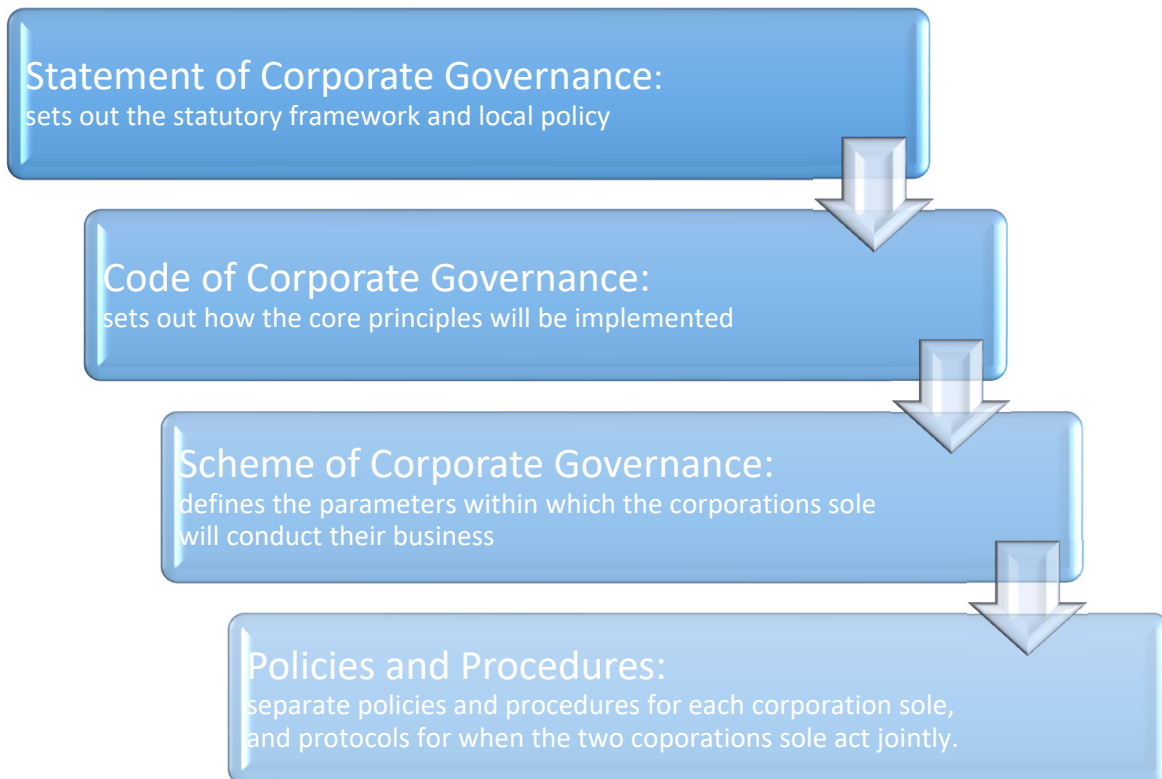 Statement of Corporate Governance:
sets out the statutory framework and local policy
Code of Corporate Governance:
sets out how the core principles will be implemented
Scheme of Corporate Governance:
defines the parameters within which the corporations sole
will conduct their business
Policies and Procedures:
separate policies and procedures for each corporation sole,
and protocols for when the two coporations sole act jointly.